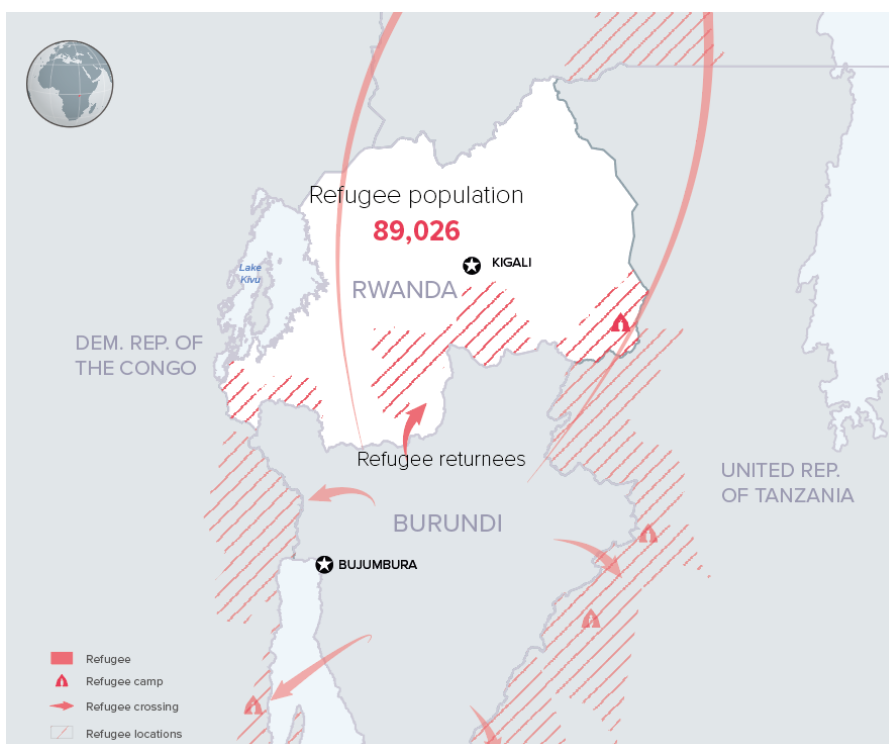 Refugee population
89,026
KIGALI
Lake
Kivu
RWANDA
DEM. REP. OF
THE CONGO
Refugee returnees
UNITED REP.
OF TANZANIA
BURUNDI
BUJUMBURA
Refugee
Refugee camp
Refugee crossing
Refugee locations